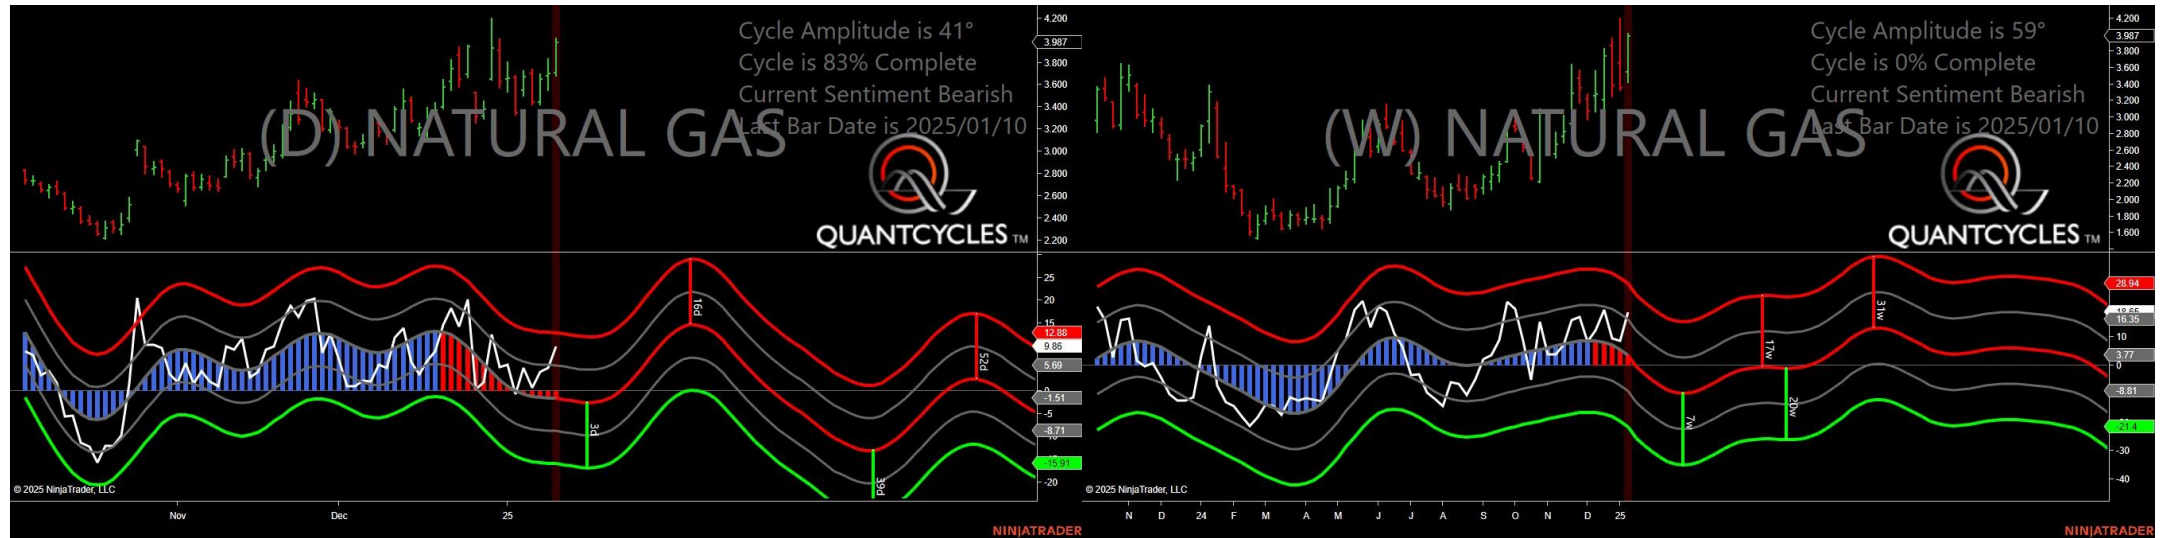 Cycle Amplitude is 41°
Cycle is 83% Complete
Current Sentiment Bearish
Last Bar Date is 2025/01/10
(D) NATURAL GAS
QUANTCYCLES TM
4.200
3.987
3.800
3.600
3.400
3.200
3.000
2.800
2.600
2.400
2.200
25
20
15
12.88
9.86
5.69
0
-1.51
-5
-8.71
-15.91
-20
3d
16d
39d
52d
© 2025 NinjaTrader, LLC
Nov
Dec
25
NINJATRADER
Cycle Amplitude is 59°
Cycle is 0% Complete
Current Sentiment Bearish
Last Bar Date is 2025/01/10
(W) NATURAL GAS
QUANTCYCLES TM
4.200
3.987
3.800
3.600
3.400
3.200
3.000
2.800
2.600
2.400
2.200
2.000
1.800
1.600
28.94
16.35
10
3.77
0
-8.81
-21.4
-30
-40
7w
17w
20w
31w
© 2025 NinjaTrader, LLC
N D 24 F M A M J J A S O N D 25
NINJATRADER